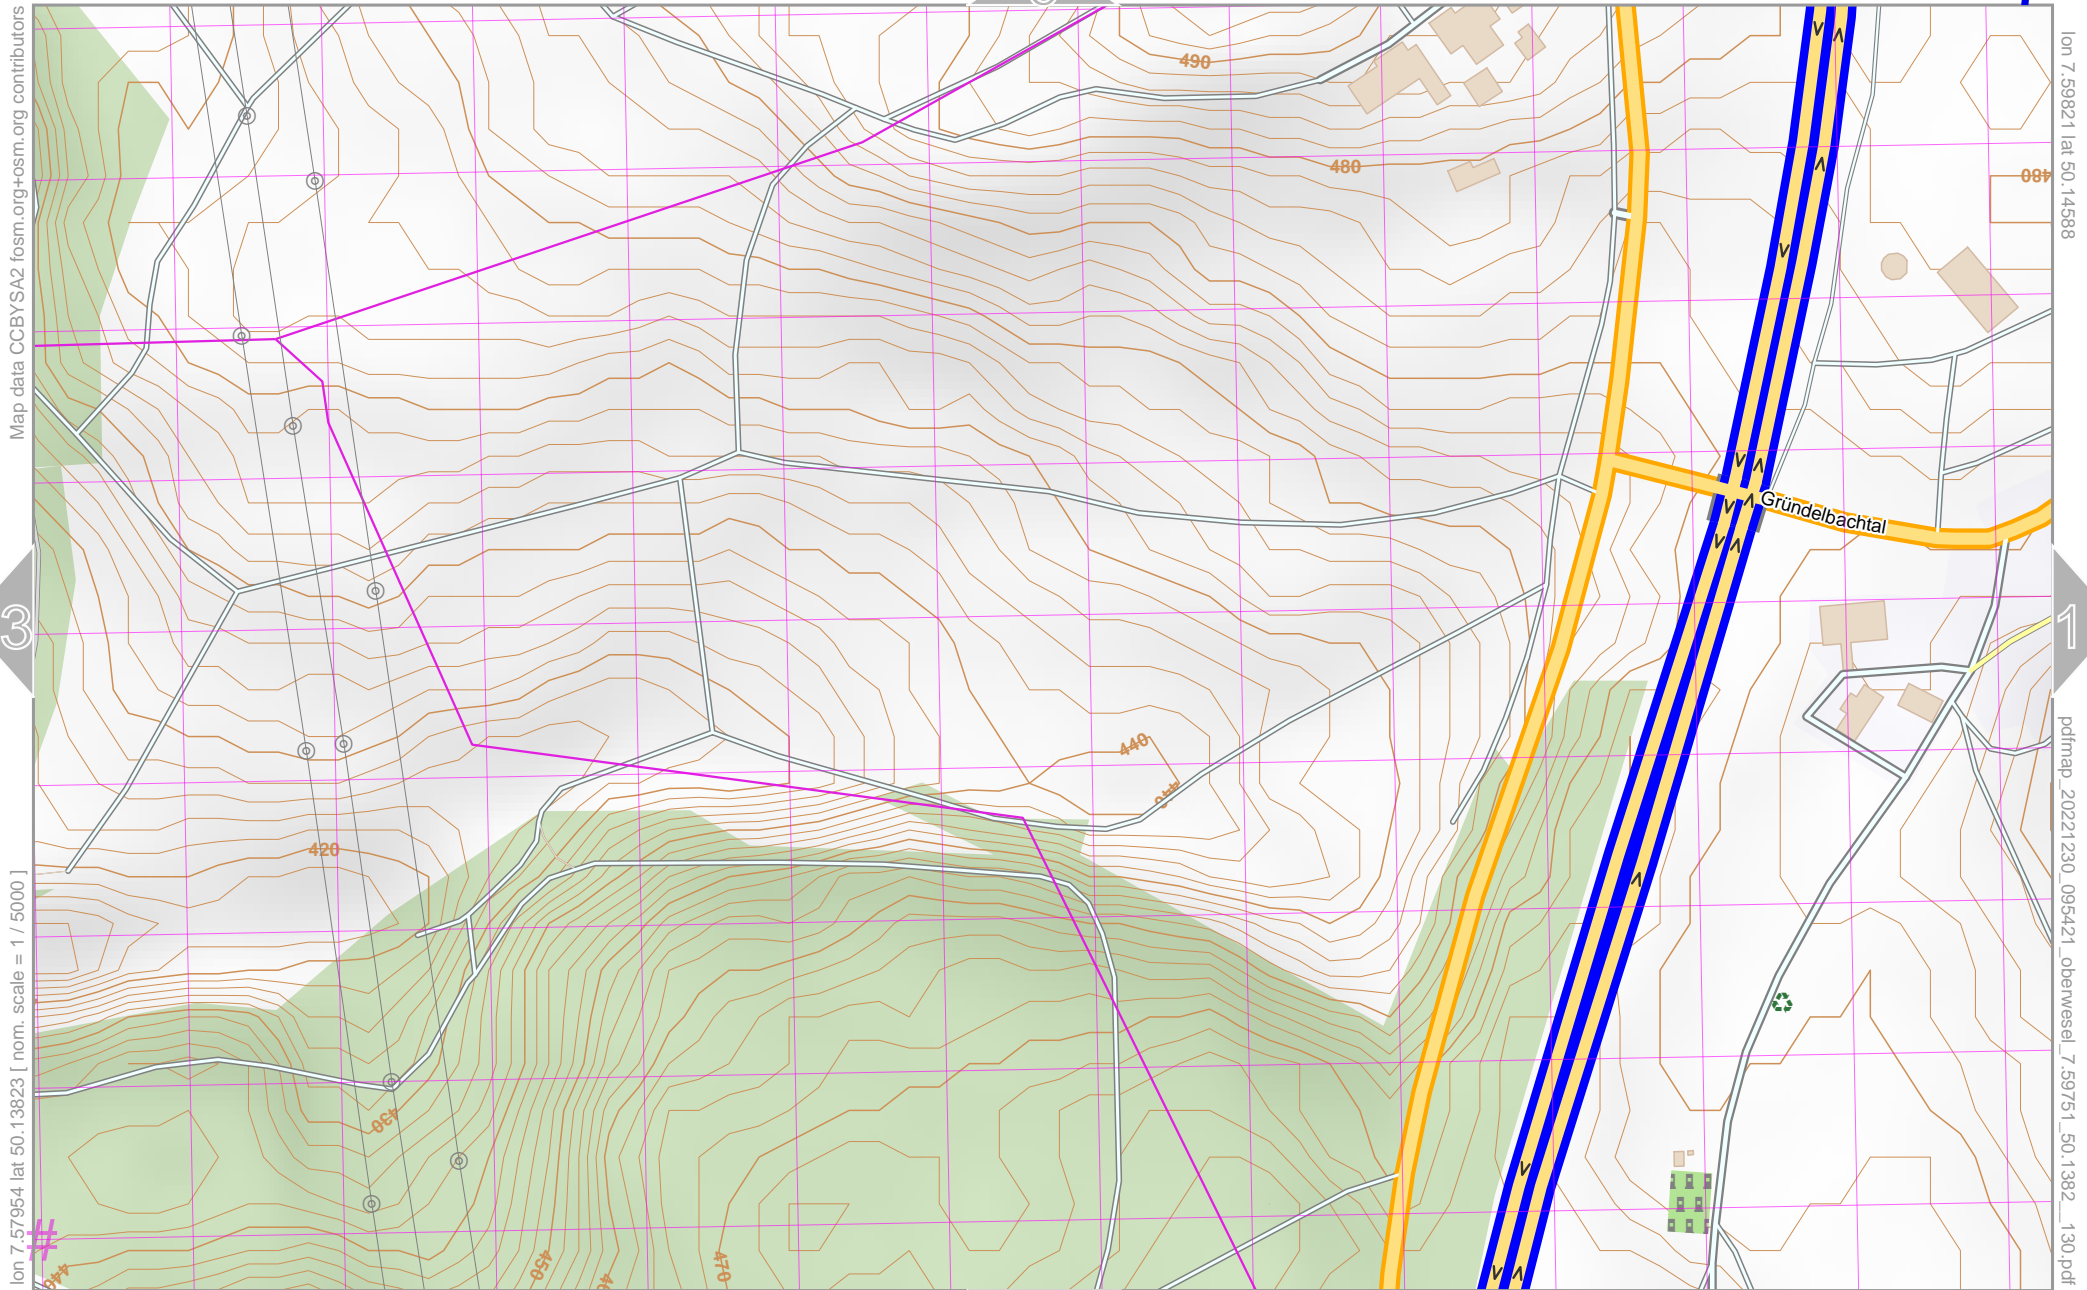 Map data CCBYSA2 fosm.org+osm.org contributors
lon 7.57954 lat 50.13823 [ nom. scale = 1 / 5000 ]
lon 7.59821 lat 50.14588
pdfmap_20221230_095421_oberwesel_7.59751_50.1382__130.pdf
490
480
480
Gründelbachtal
3
1
440
440
420
430
440
450
470
#